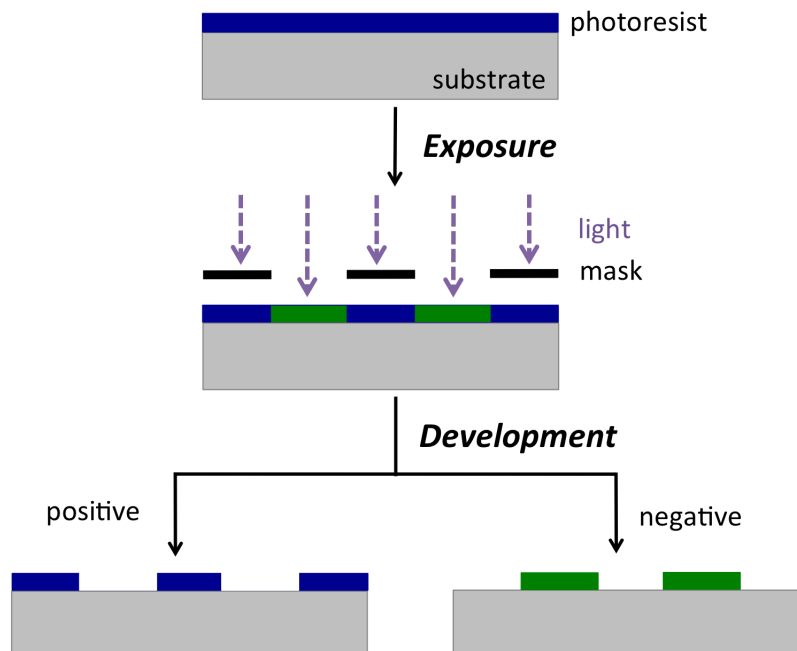 photoresist
substrate
Exposure
light
mask
Development
positive
negative